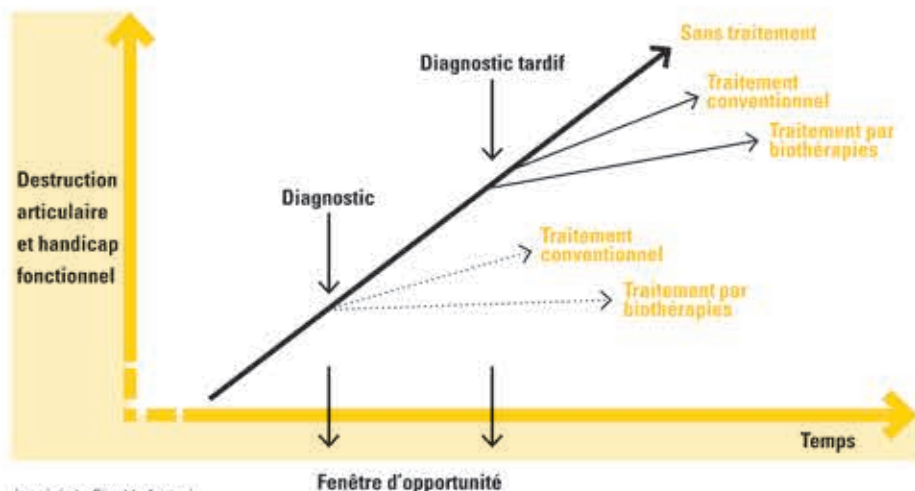 Sans traitement
Diagnostic tardif
Traitement
conventionnel
Traitement par
biothérapies
Destruction
articulaire
et handicap
fonctionnel
Diagnostic
Traitement
conventionnel
Traitement par
biothérapies
Temps
Fenêtre d'opportunité